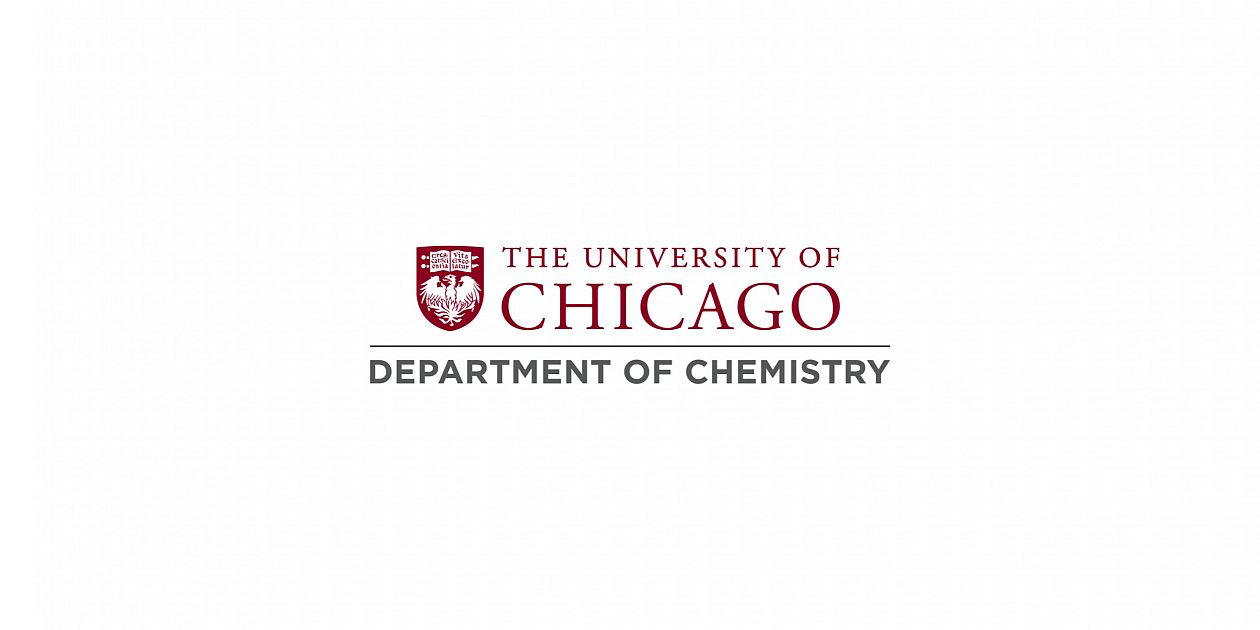 THE UNIVERSITY OF
CHICAGO
DEPARTMENT OF CHEMISTRY